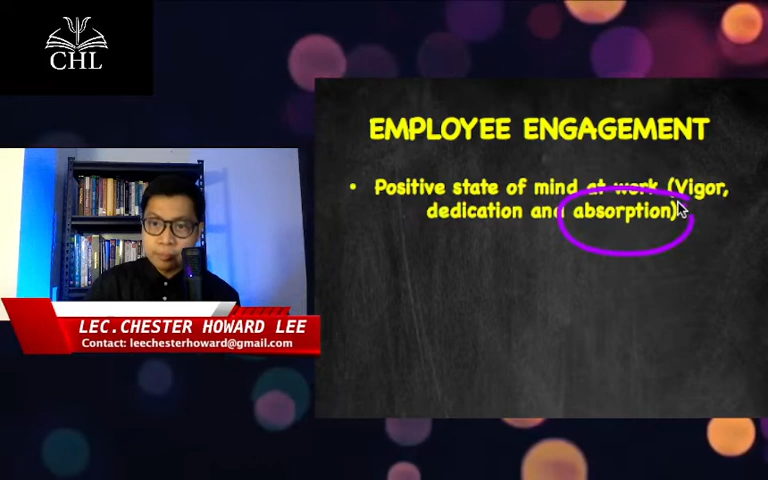 CHL
EMPLOYEE ENGAGEMENT
• Positive state of mind at work (Vigor,
dedication and absorption)
LEC.CHESTER HOWARD LEE
Contact: leechesterhoward@gmail.com